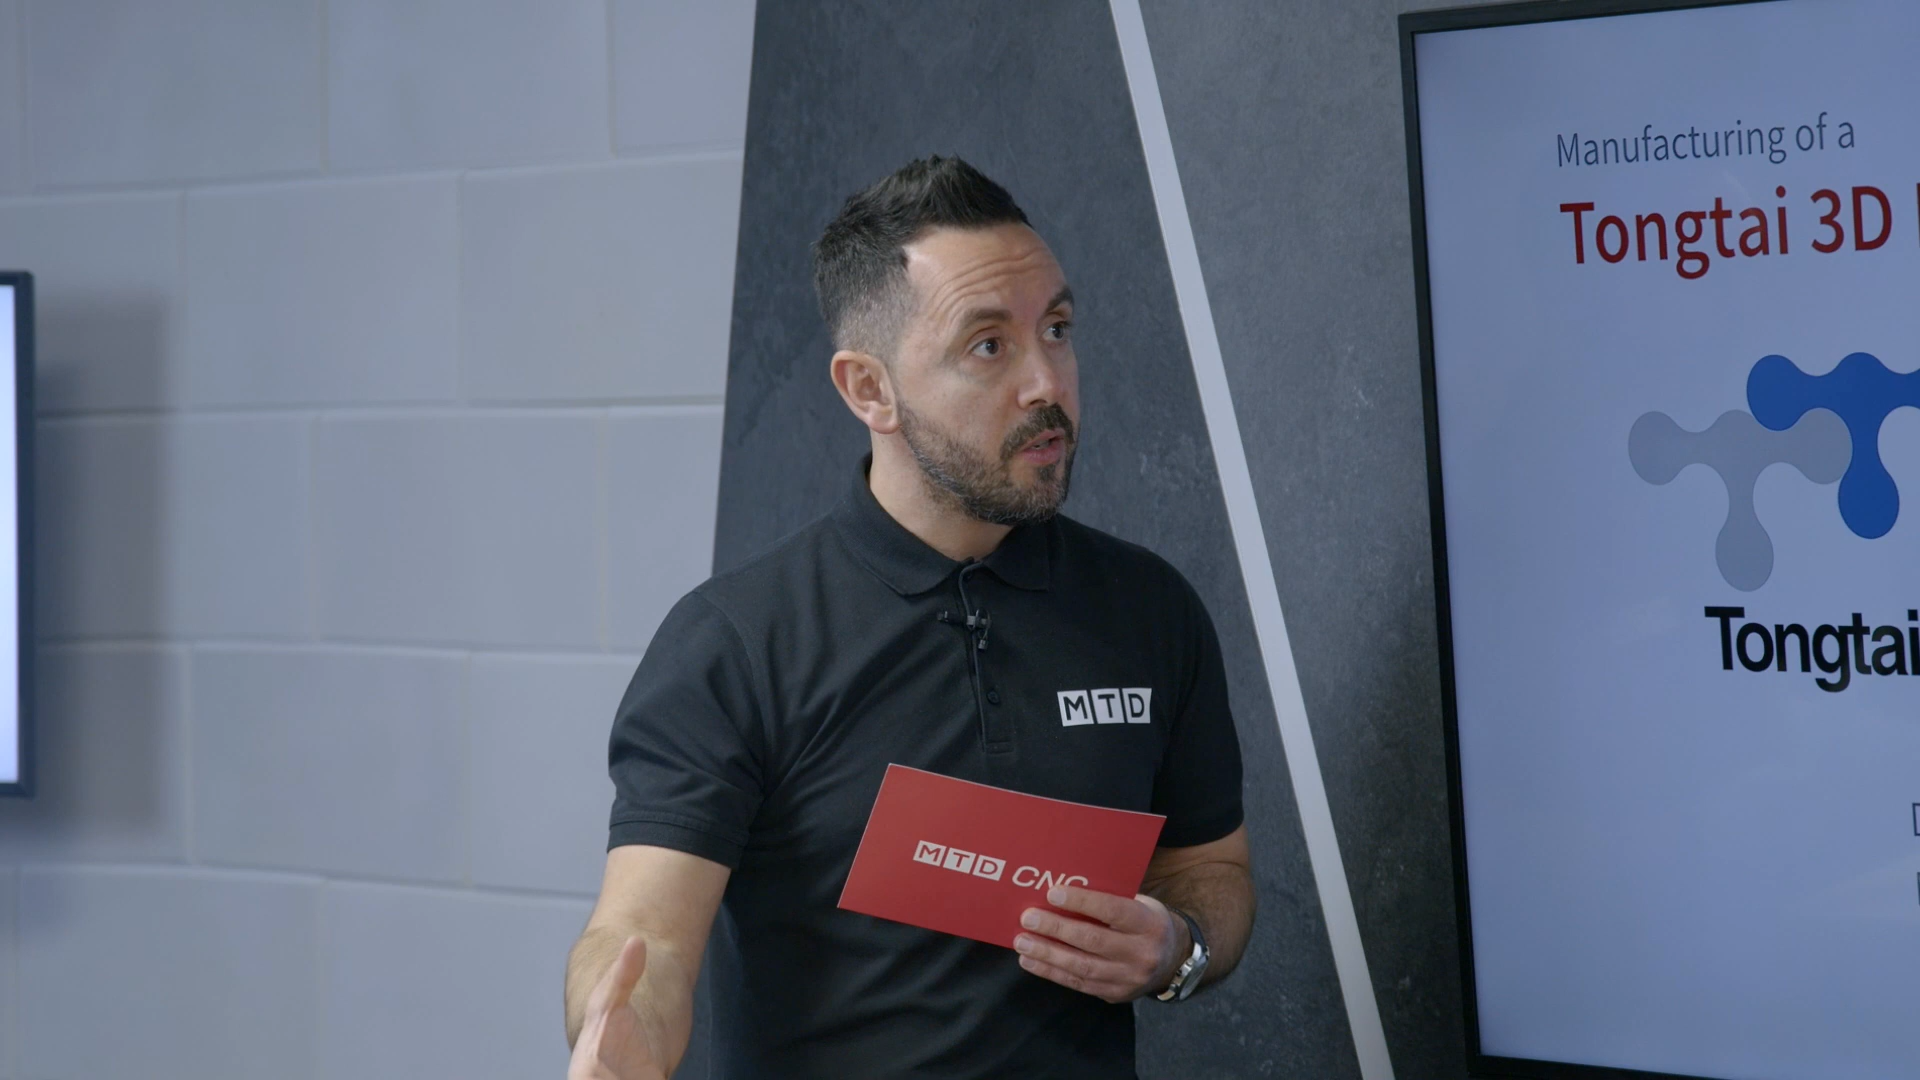 Manufacturing of a
Tongtai 3D
Tongtai
MTD
MTD CNC